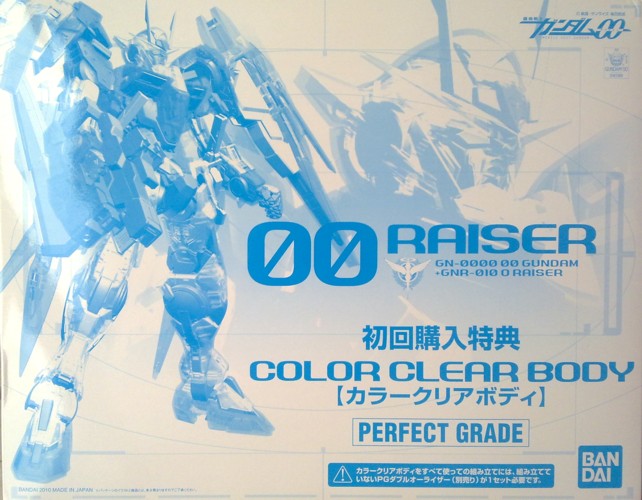 機動戦士
ガンダム00
00 RAISER
GN-0000 00 GUNDAM
+GNR-010 0 RAISER
初回購入特典
COLOR CLEAR BODY
【カラークリアボディ】
PERFECT GRADE
カラークリアボディをすべて使っての組み立てには、組み立てて
いないPGダブルオーライザー(別売り)が1セット必要です。
BAN
DAI
BANDAI 2010 MADE IN JAPAN